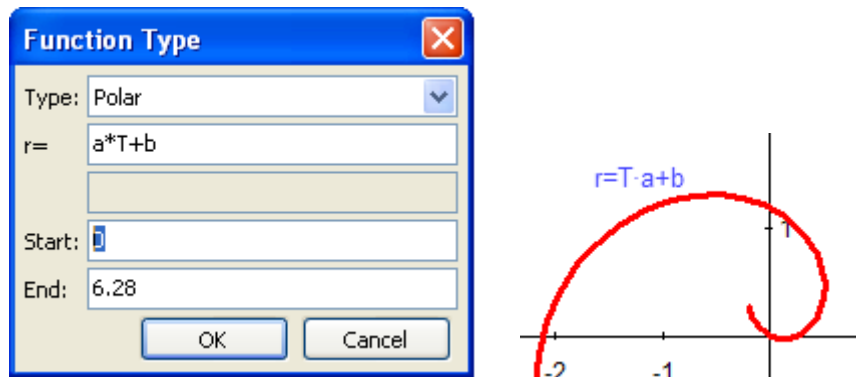 Function Type
Type: Polar
r= a*T+b
Start: 0
End: 6.28
OK Cancel
r=T·a+b
1
-2 -1